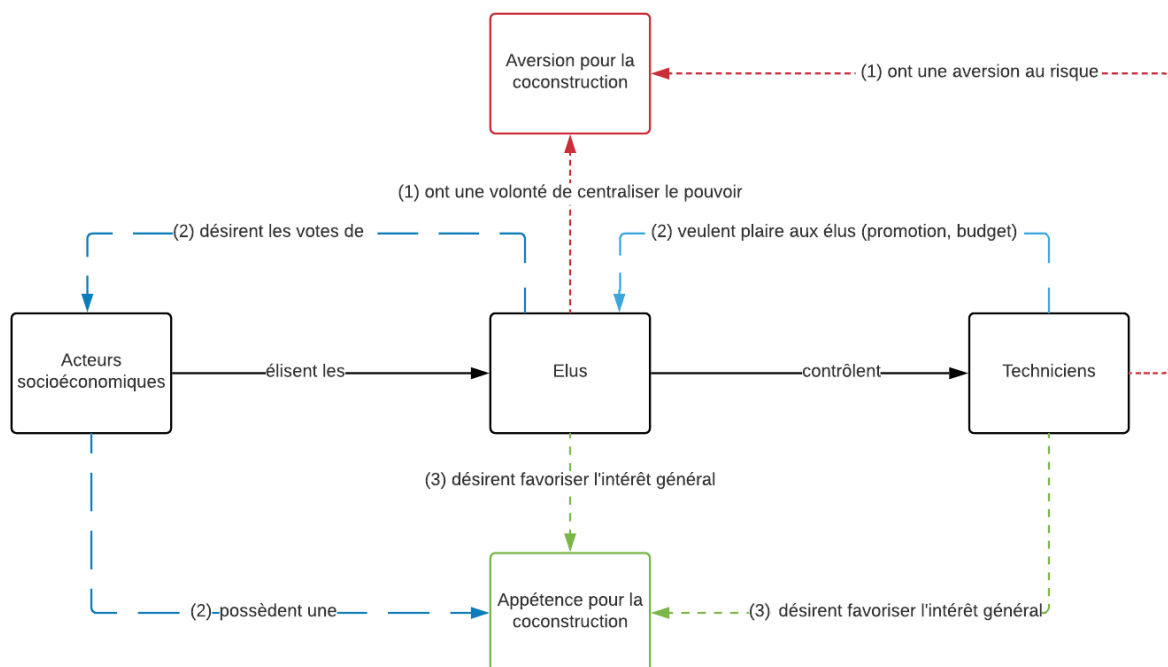 Aversion pour la
coconstruction
(1) ont une aversion au risque
(1) ont une volonté de centraliser le pouvoir
(2) désirent les votes de
(2) veulent plaire aux élus (promotion, budget)
Acteurs
socioéconomiques
élisent les
Elus
contrôlent
Techniciens
(3) désirent favoriser l'intérêt général
Appétence pour la
coconstruction
(2) possèdent une
(3) désirent favoriser l'intérêt général